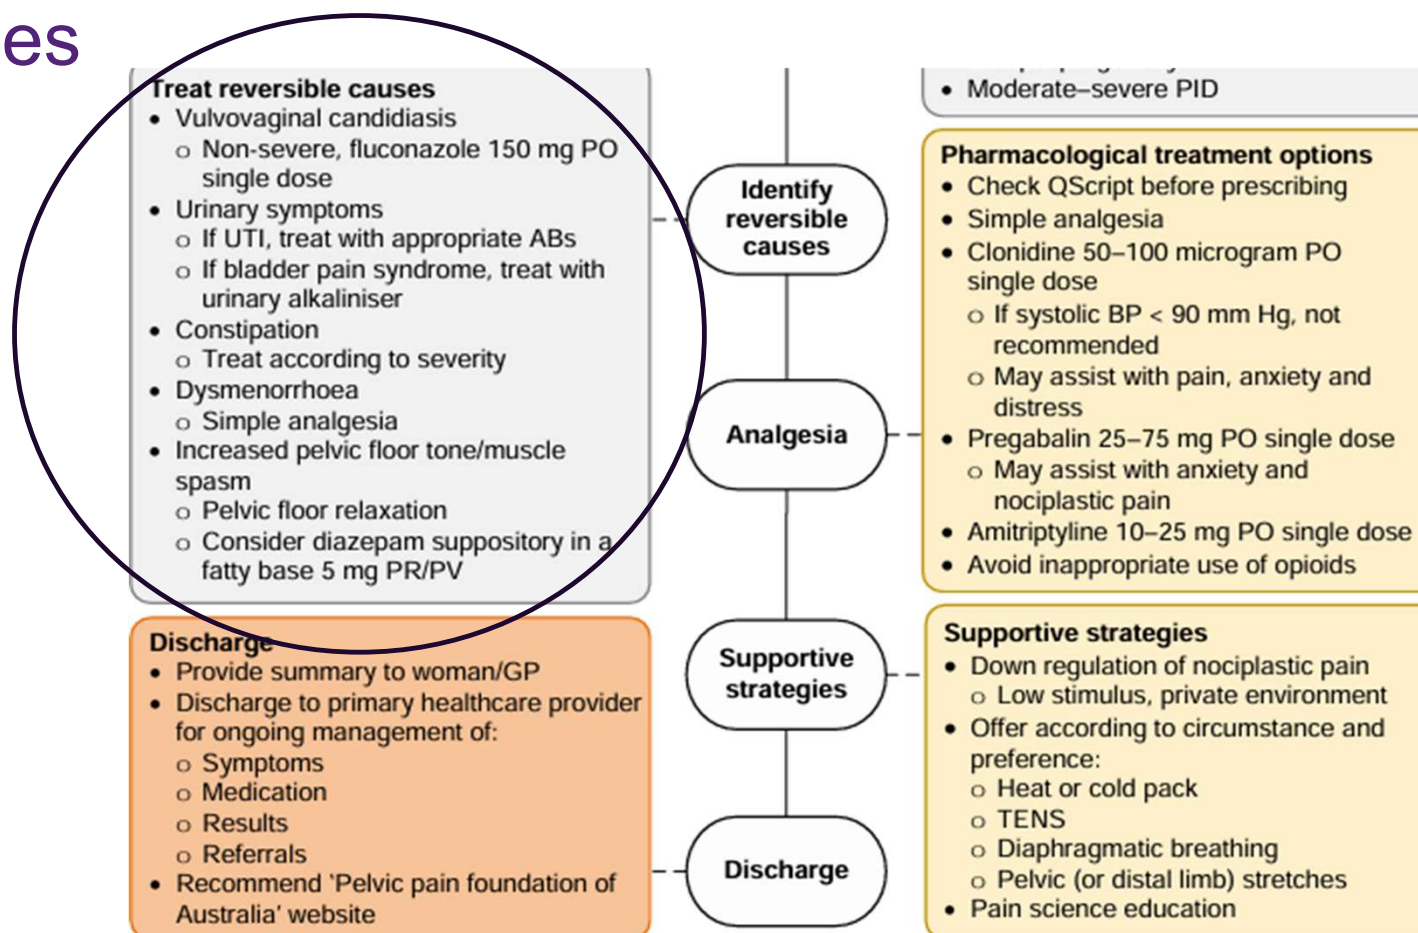 es
Treat reversible causes
• Vulvovaginal candidiasis
o Non-severe, fluconazole 150 mg PO
single dose
• Urinary symptoms
o If UTI, treat with appropriate ABs
o If bladder pain syndrome, treat with
urinary alkaliniser
• Constipation
o Treat according to severity
• Dysmenorrhoea
o Simple analgesia
• Increased pelvic floor tone/muscle
spasm
o Pelvic floor relaxation
o Consider diazepam suppository in a
fatty base 5 mg PR/PV
Discharge
• Provide summary to woman/GP
• Discharge to primary healthcare provider
for ongoing management of:
o Symptoms
o Medication
o Results
o Referrals
• Recommend 'Pelvic pain foundation of
Australia' website
Identify
reversible
causes
Analgesia
Supportive
strategies
Discharge
• Moderate–severe PID
Pharmacological treatment options
• Check QScript before prescribing
• Simple analgesia
• Clonidine 50–100 microgram PO
single dose
o If systolic BP < 90 mm Hg, not
recommended
o May assist with pain, anxiety and
distress
• Pregabalin 25–75 mg PO single dose
o May assist with anxiety and
nociplastic pain
• Amitriptyline 10–25 mg PO single dose
• Avoid inappropriate use of opioids
Supportive strategies
• Down regulation of nociplastic pain
o Low stimulus, private environment
• Offer according to circumstance and
preference:
o Heat or cold pack
o TENS
o Diaphragmatic breathing
o Pelvic (or distal limb) stretches
• Pain science education